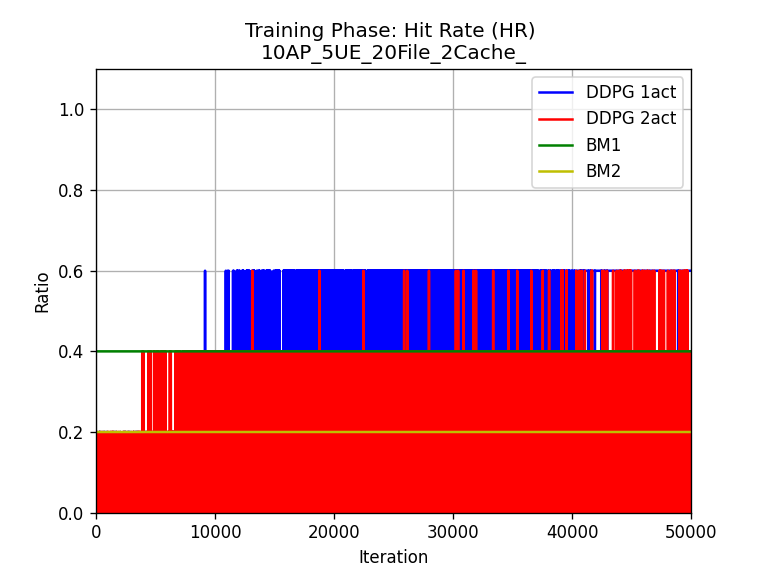 Training Phase: Hit Rate (HR)
10AP_5UE_20File_2Cache_
DDPG 1act
DDPG 2act
BM1
BM2
1.0
0.8
0.6
0.4
0.2
0.0
Ratio
0 10000 20000 30000 40000 50000
Iteration